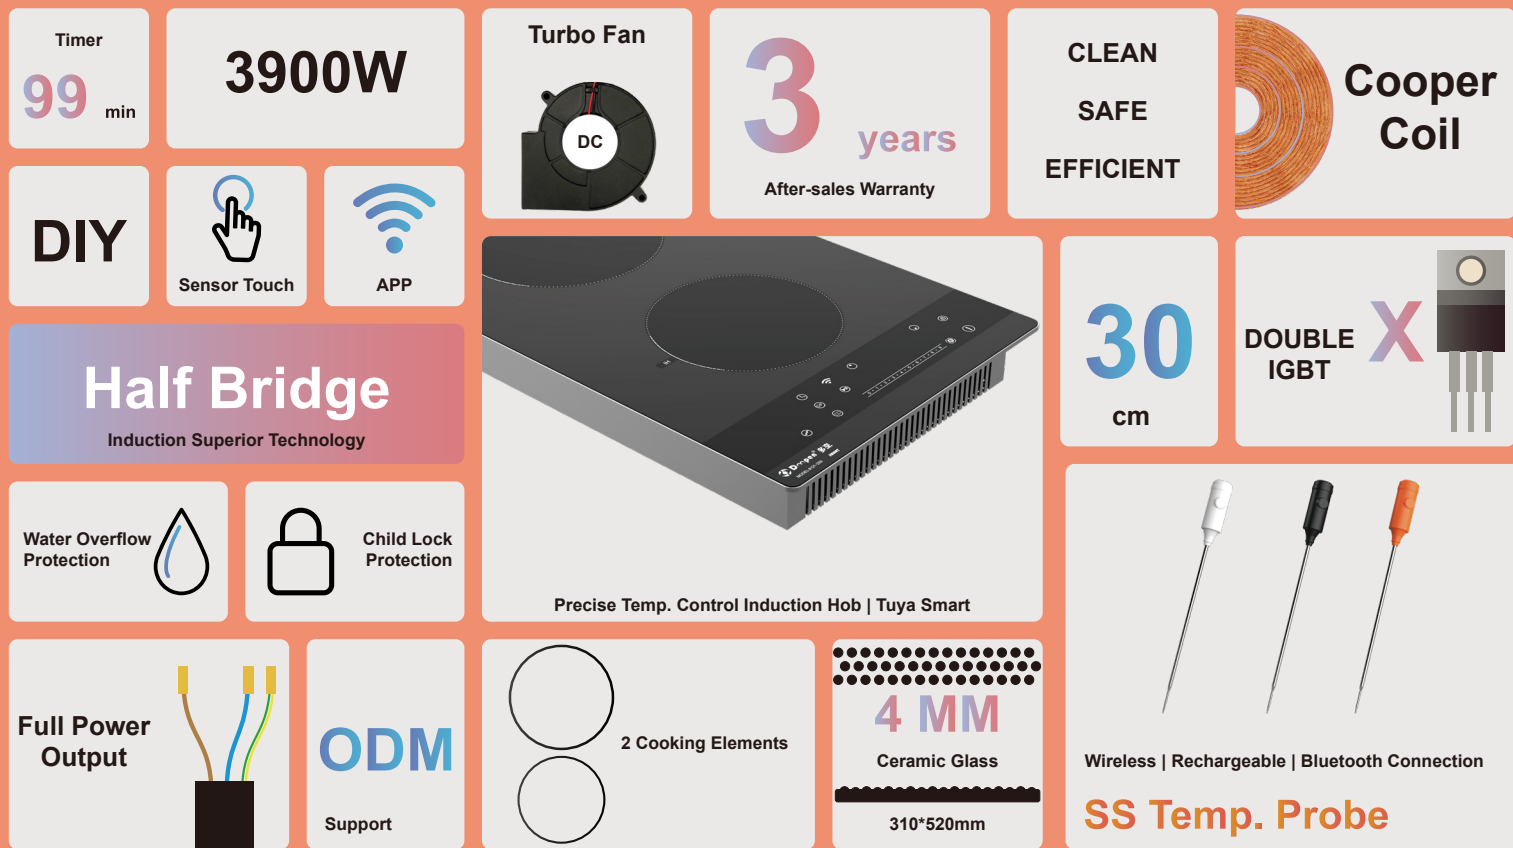 Timer
99 min
3900W
Turbo Fan
DC
3 years
After-sales Warranty
CLEAN
SAFE
EFFICIENT
Cooper
Coil
DIY
Sensor Touch
APP
Half Bridge
Induction Superior Technology
30
cm
DOUBLE
IGBT
X
Water Overflow
Protection
Child Lock
Protection
Precise Temp. Control Induction Hob | Tuya Smart
Full Power
Output
ODM
Support
2 Cooking Elements
4 MM
Ceramic Glass
310*520mm
Wireless | Rechargeable | Bluetooth Connection
SS Temp. Probe